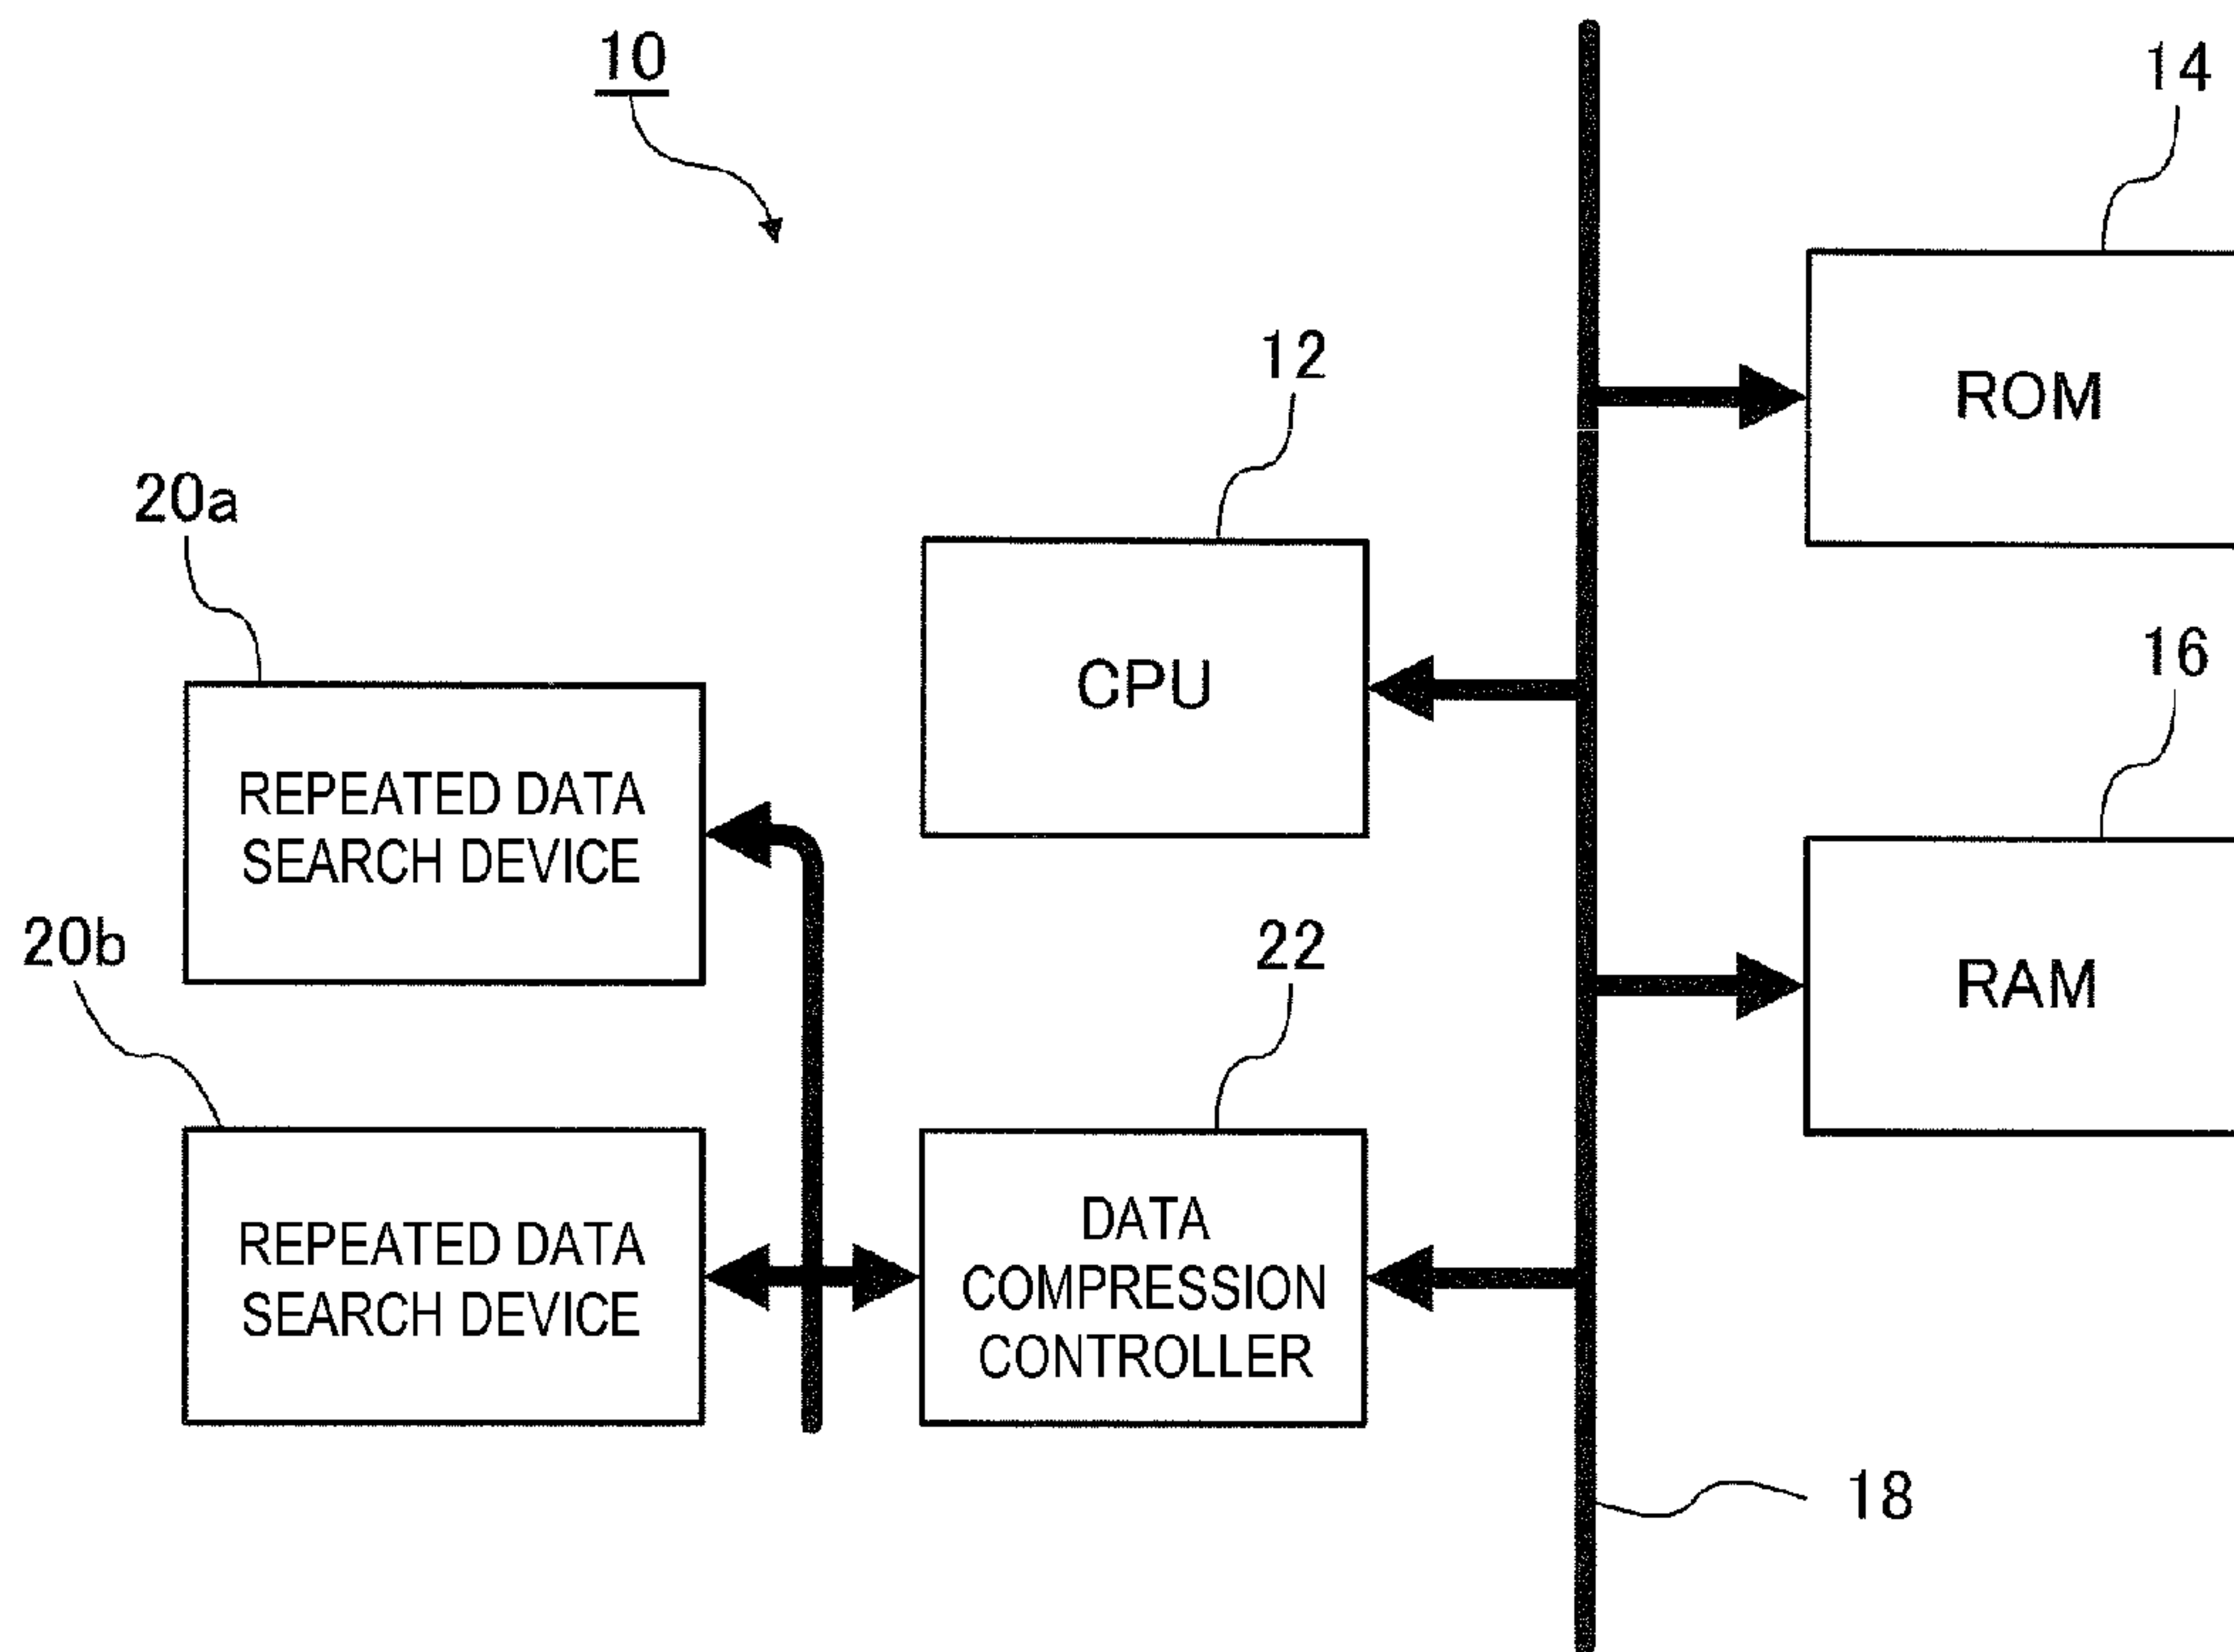 10
14
ROM
12
CPU
20a
REPEATED DATA
SEARCH DEVICE
16
RAM
20b
REPEATED DATA
SEARCH DEVICE
22
DATA
COMPRESSION
CONTROLLER
18